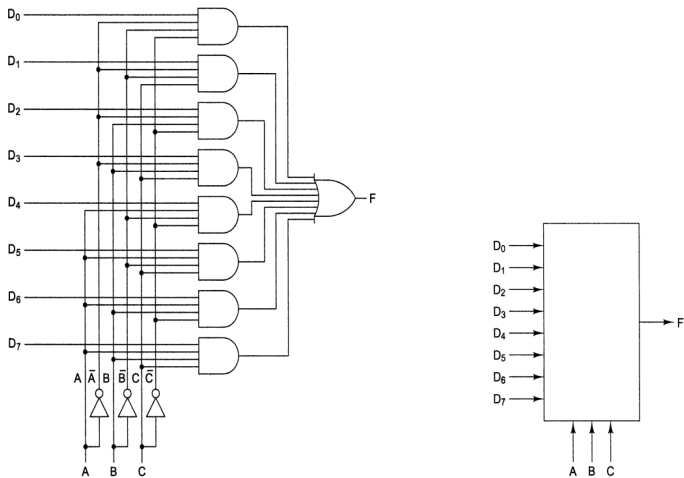 D₀
D₁
D₂
D₃
D₄
D₅
D₆
D₇
F
A Ā B B̄ C C̄
A B C
D₀
D₁
D₂
D₃
D₄
D₅
D₆
D₇
F
A B C